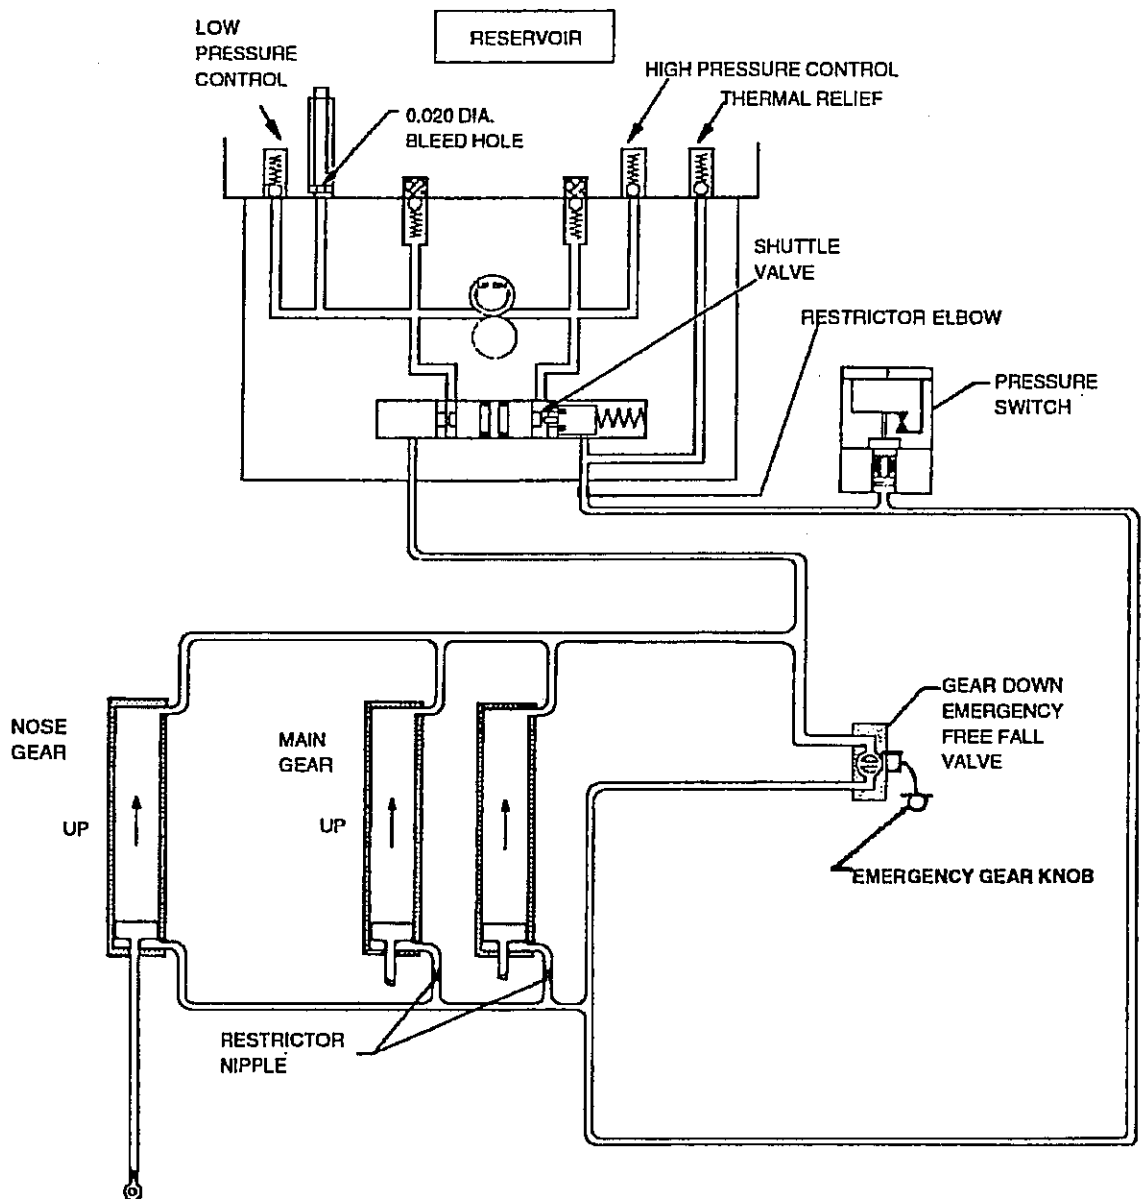 LOW
PRESSURE
CONTROL
RESERVOIR
HIGH PRESSURE CONTROL
THERMAL RELIEF
0.020 DIA.
BLEED HOLE
SHUTTLE
VALVE
RESTRICTOR ELBOW
PRESSURE
SWITCH
NOSE
GEAR
MAIN
GEAR
GEAR DOWN
EMERGENCY
FREE FALL
VALVE
UP
UP
EMERGENCY GEAR KNOB
RESTRICTOR
NIPPLE